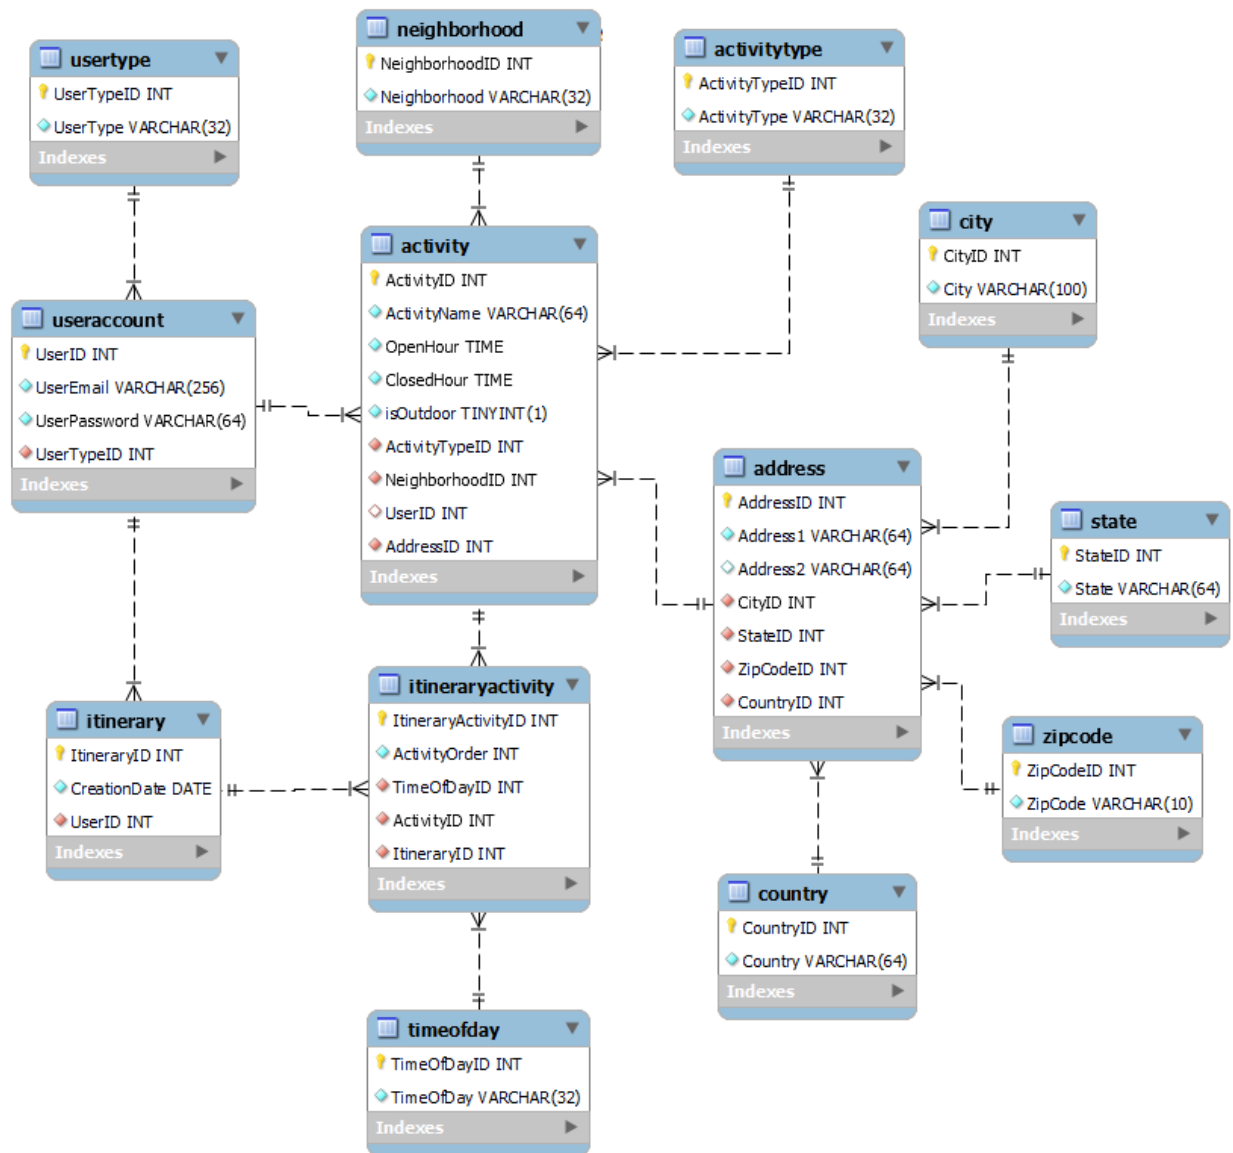 usertype
UserTypeID INT
UserType VARCHAR(32)
Indexes
neighborhood
NeighborhoodID INT
Neighborhood VARCHAR(32)
Indexes
activitytype
ActivityTypeID INT
ActivityType VARCHAR(32)
Indexes
city
CityID INT
City VARCHAR(100)
Indexes
useraccount
UserID INT
UserEmail VARCHAR(256)
UserPassword VARCHAR(64)
UserTypeID INT
Indexes
activity
ActivityID INT
ActivityName VARCHAR(64)
OpenHour TIME
ClosedHour TIME
isOutdoor TINYINT(1)
ActivityTypeID INT
NeighborhoodID INT
UserID INT
AddressID INT
Indexes
address
AddressID INT
Address1 VARCHAR(64)
Address2 VARCHAR(64)
CityID INT
StateID INT
ZipCodeID INT
CountryID INT
Indexes
state
StateID INT
State VARCHAR(64)
Indexes
itinerary
ItineraryID INT
CreationDate DATE
UserID INT
Indexes
itineraryactivity
ItineraryActivityID INT
ActivityOrder INT
TimeOfDayID INT
ActivityID INT
ItineraryID INT
Indexes
zipcode
ZipCodeID INT
ZipCode VARCHAR(10)
Indexes
country
CountryID INT
Country VARCHAR(64)
Indexes
timeofday
TimeOfDayID INT
TimeOfDay VARCHAR(32)
Indexes